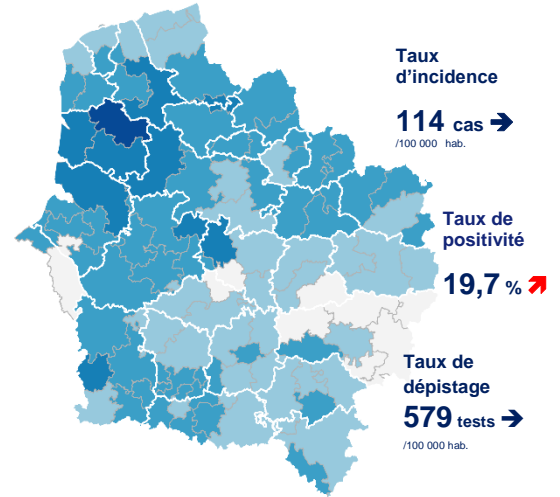 Taux
d’incidence
114 cas ➔
/100 000 hab.
Taux de
positivité
19,7 % ➔
Taux de
dépistage
579 tests ➔
/100 000 hab.